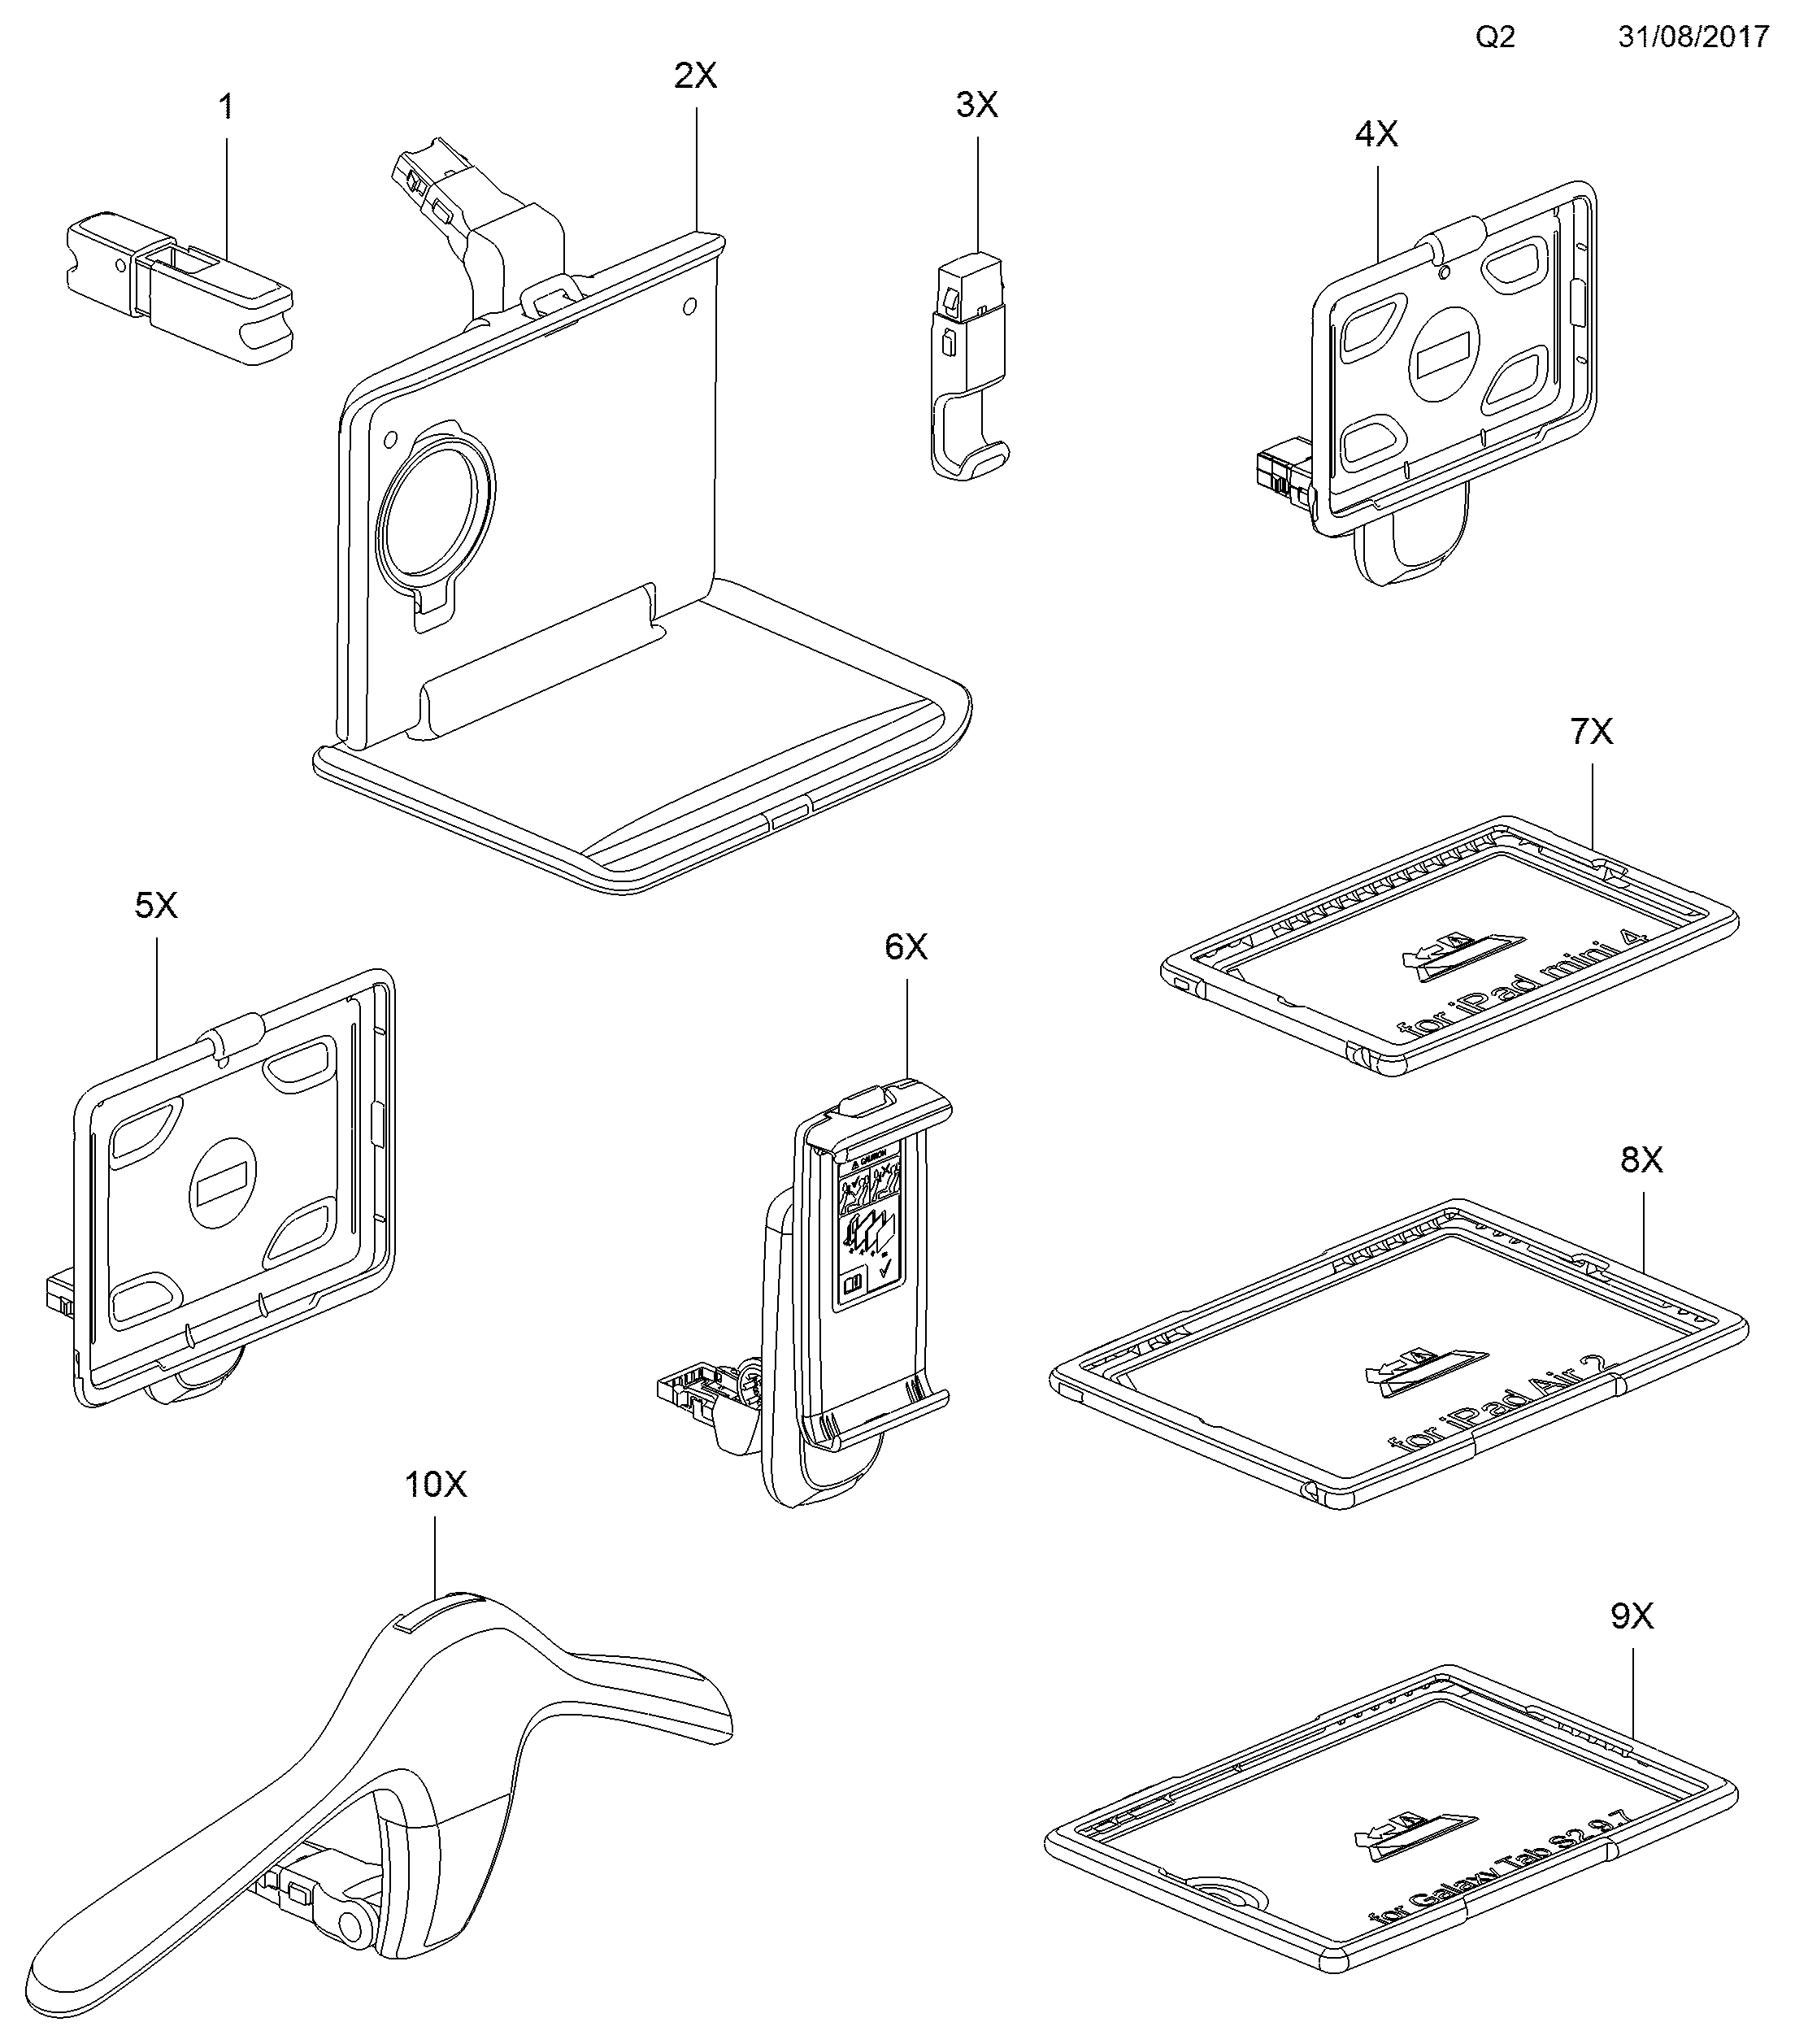 Q2 31/08/2017
1
2X
3X
4X
5X
6X
⚠ CAUTION
7X
for iPad mini 4
8X
for iPad Air 2
9X
for Galaxy Tab S2 9.7
10X